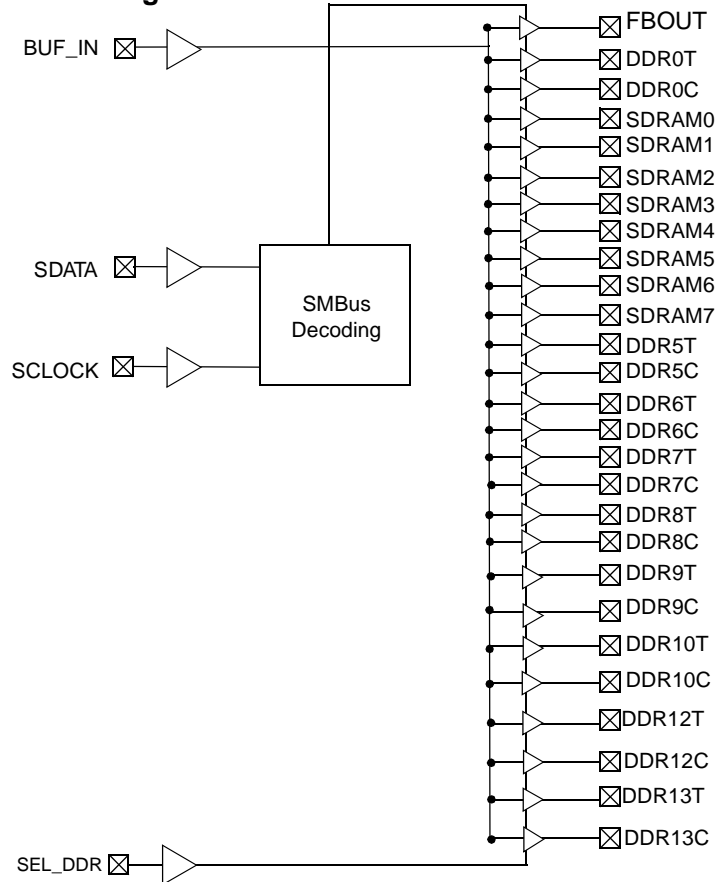 BUF_IN
SDATA
SCLOCK
SEL_DDR
SMBus
Decoding
FBOUT
DDR0T
DDR0C
SDRAM0
SDRAM1
SDRAM2
SDRAM3
SDRAM4
SDRAM5
SDRAM6
SDRAM7
DDR5T
DDR5C
DDR6T
DDR6C
DDR7T
DDR7C
DDR8T
DDR8C
DDR9T
DDR9C
DDR10T
DDR10C
DDR12T
DDR12C
DDR13T
DDR13C